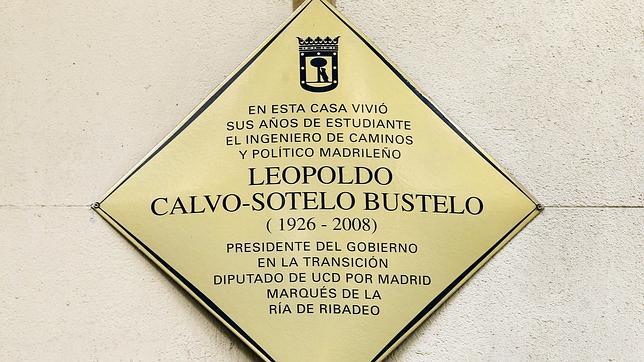 EN ESTA CASA VIVIÓ
SUS AÑOS DE ESTUDIANTE
EL INGENIERO DE CAMINOS
Y POLÍTICO MADRILEÑO
LEOPOLDO
CALVO-SOTELO BUSTELO
( 1926 - 2008)
PRESIDENTE DEL GOBIERNO
EN LA TRANSICIÓN
DIPUTADO DE UCD POR MADRID
MARQUÉS DE LA
RÍA DE RIBADEO